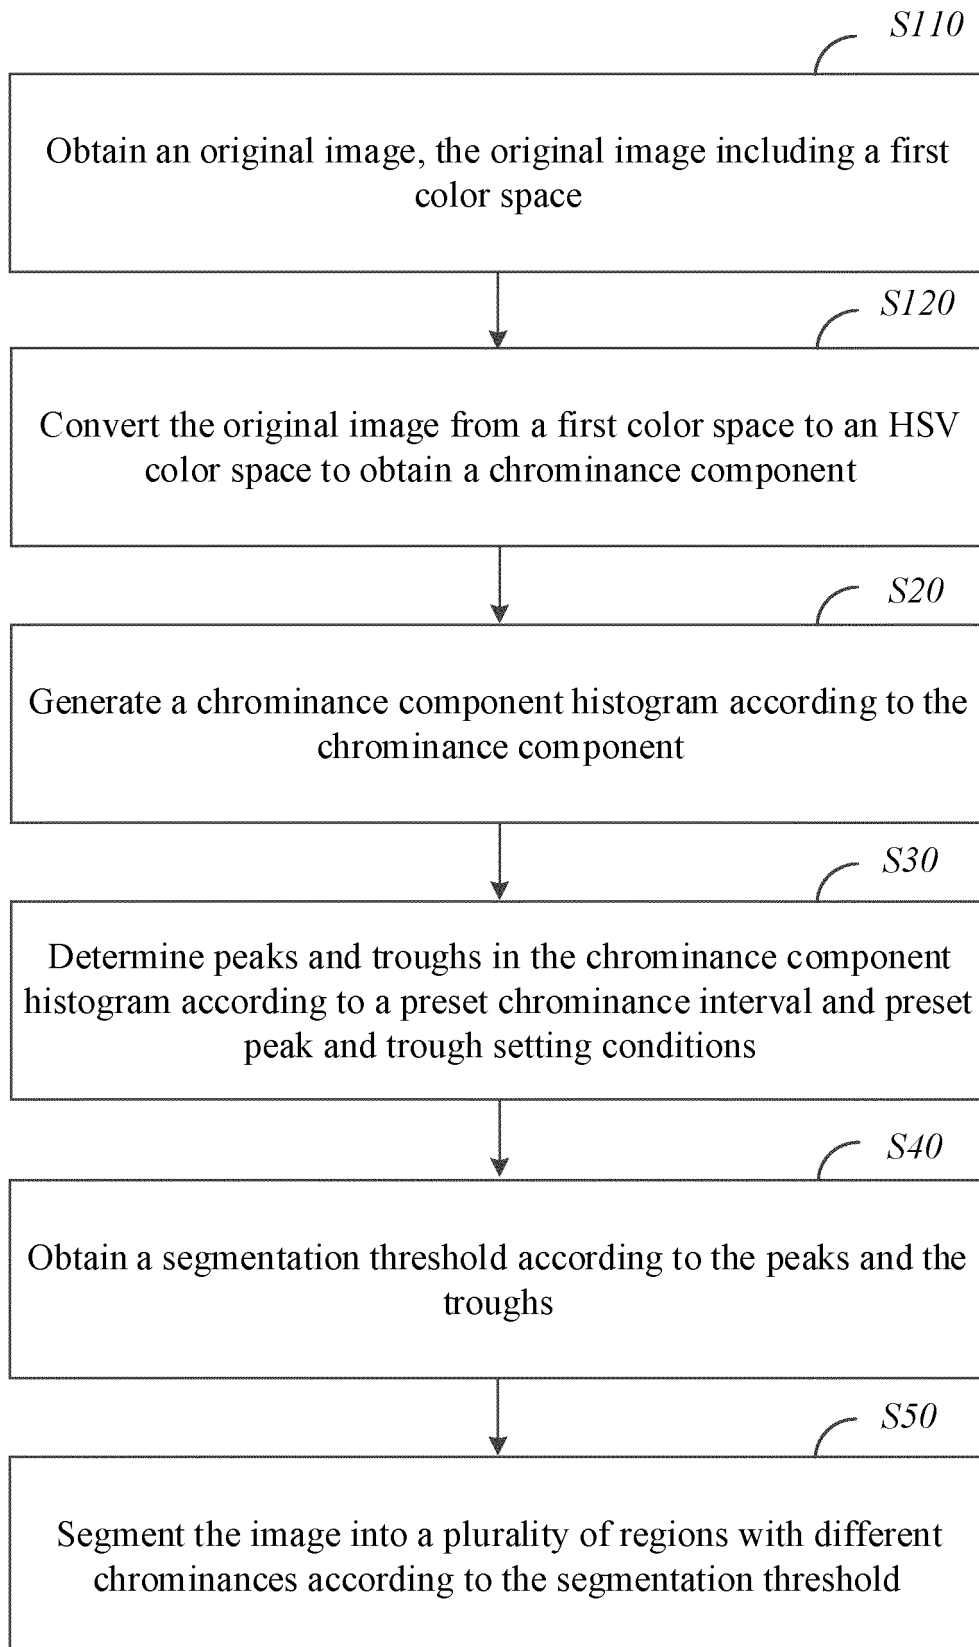 S110
Obtain an original image, the original image including a first
color space
S120
Convert the original image from a first color space to an HSV
color space to obtain a chrominance component
S20
Generate a chrominance component histogram according to the
chrominance component
S30
Determine peaks and troughs in the chrominance component
histogram according to a preset chrominance interval and preset
peak and trough setting conditions
S40
Obtain a segmentation threshold according to the peaks and the
troughs
S50
Segment the image into a plurality of regions with different
chrominances according to the segmentation threshold